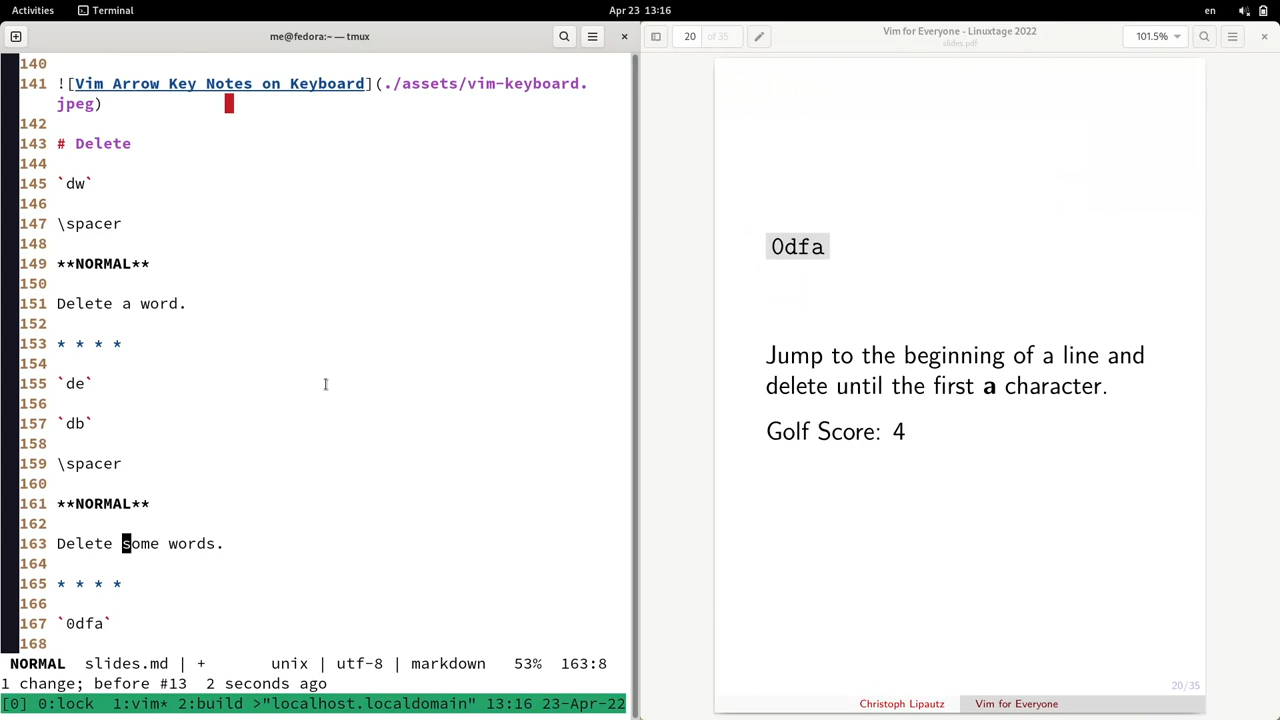 Activities Terminal Apr 23 13:16 en
me@fedora:~ — tmux
140
141 ![Vim Arrow Key Notes on Keyboard](./assets/vim-keyboard.
jpeg)
142
143 # Delete
144
145 `dw`
146
147 \spacer
148
149 **NORMAL**
150
151 Delete a word.
152
153 * * * *
154
155 `de`
156
157 `db`
158
159 \spacer
160
161 **NORMAL**
162
163 Delete some words.
164
165 * * * *
166
167 `0dfa`
168
NORMAL slides.md | + unix | utf-8 | markdown 53% 163:8
1 change; before #13 2 seconds ago
[0] 0:lock 1:vim* 2:build >"localhost.localdomain" 13:16 23-Apr-22
20 of 35 Vim for Everyone - Linuxtage 2022 101.5%
slides.pdf
0dfa
Jump to the beginning of a line and
delete until the first a character.
Golf Score: 4
20/35
Christoph Lipautz Vim for Everyone